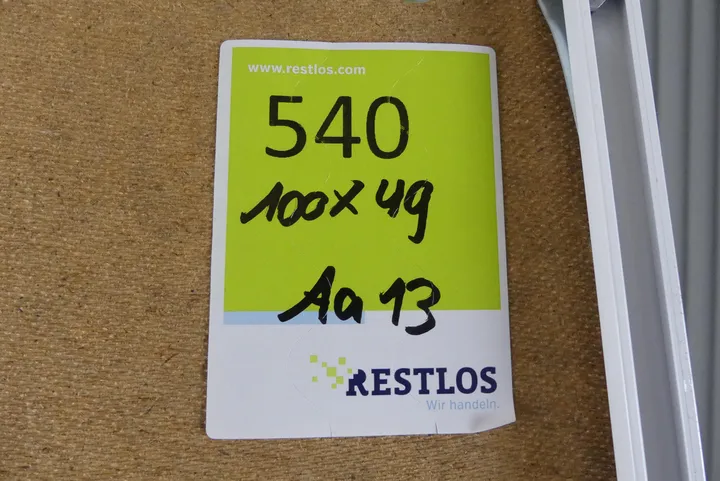 www.restlos.com
540
100x49
Aa 13
RESTLOS
Wir handeln.